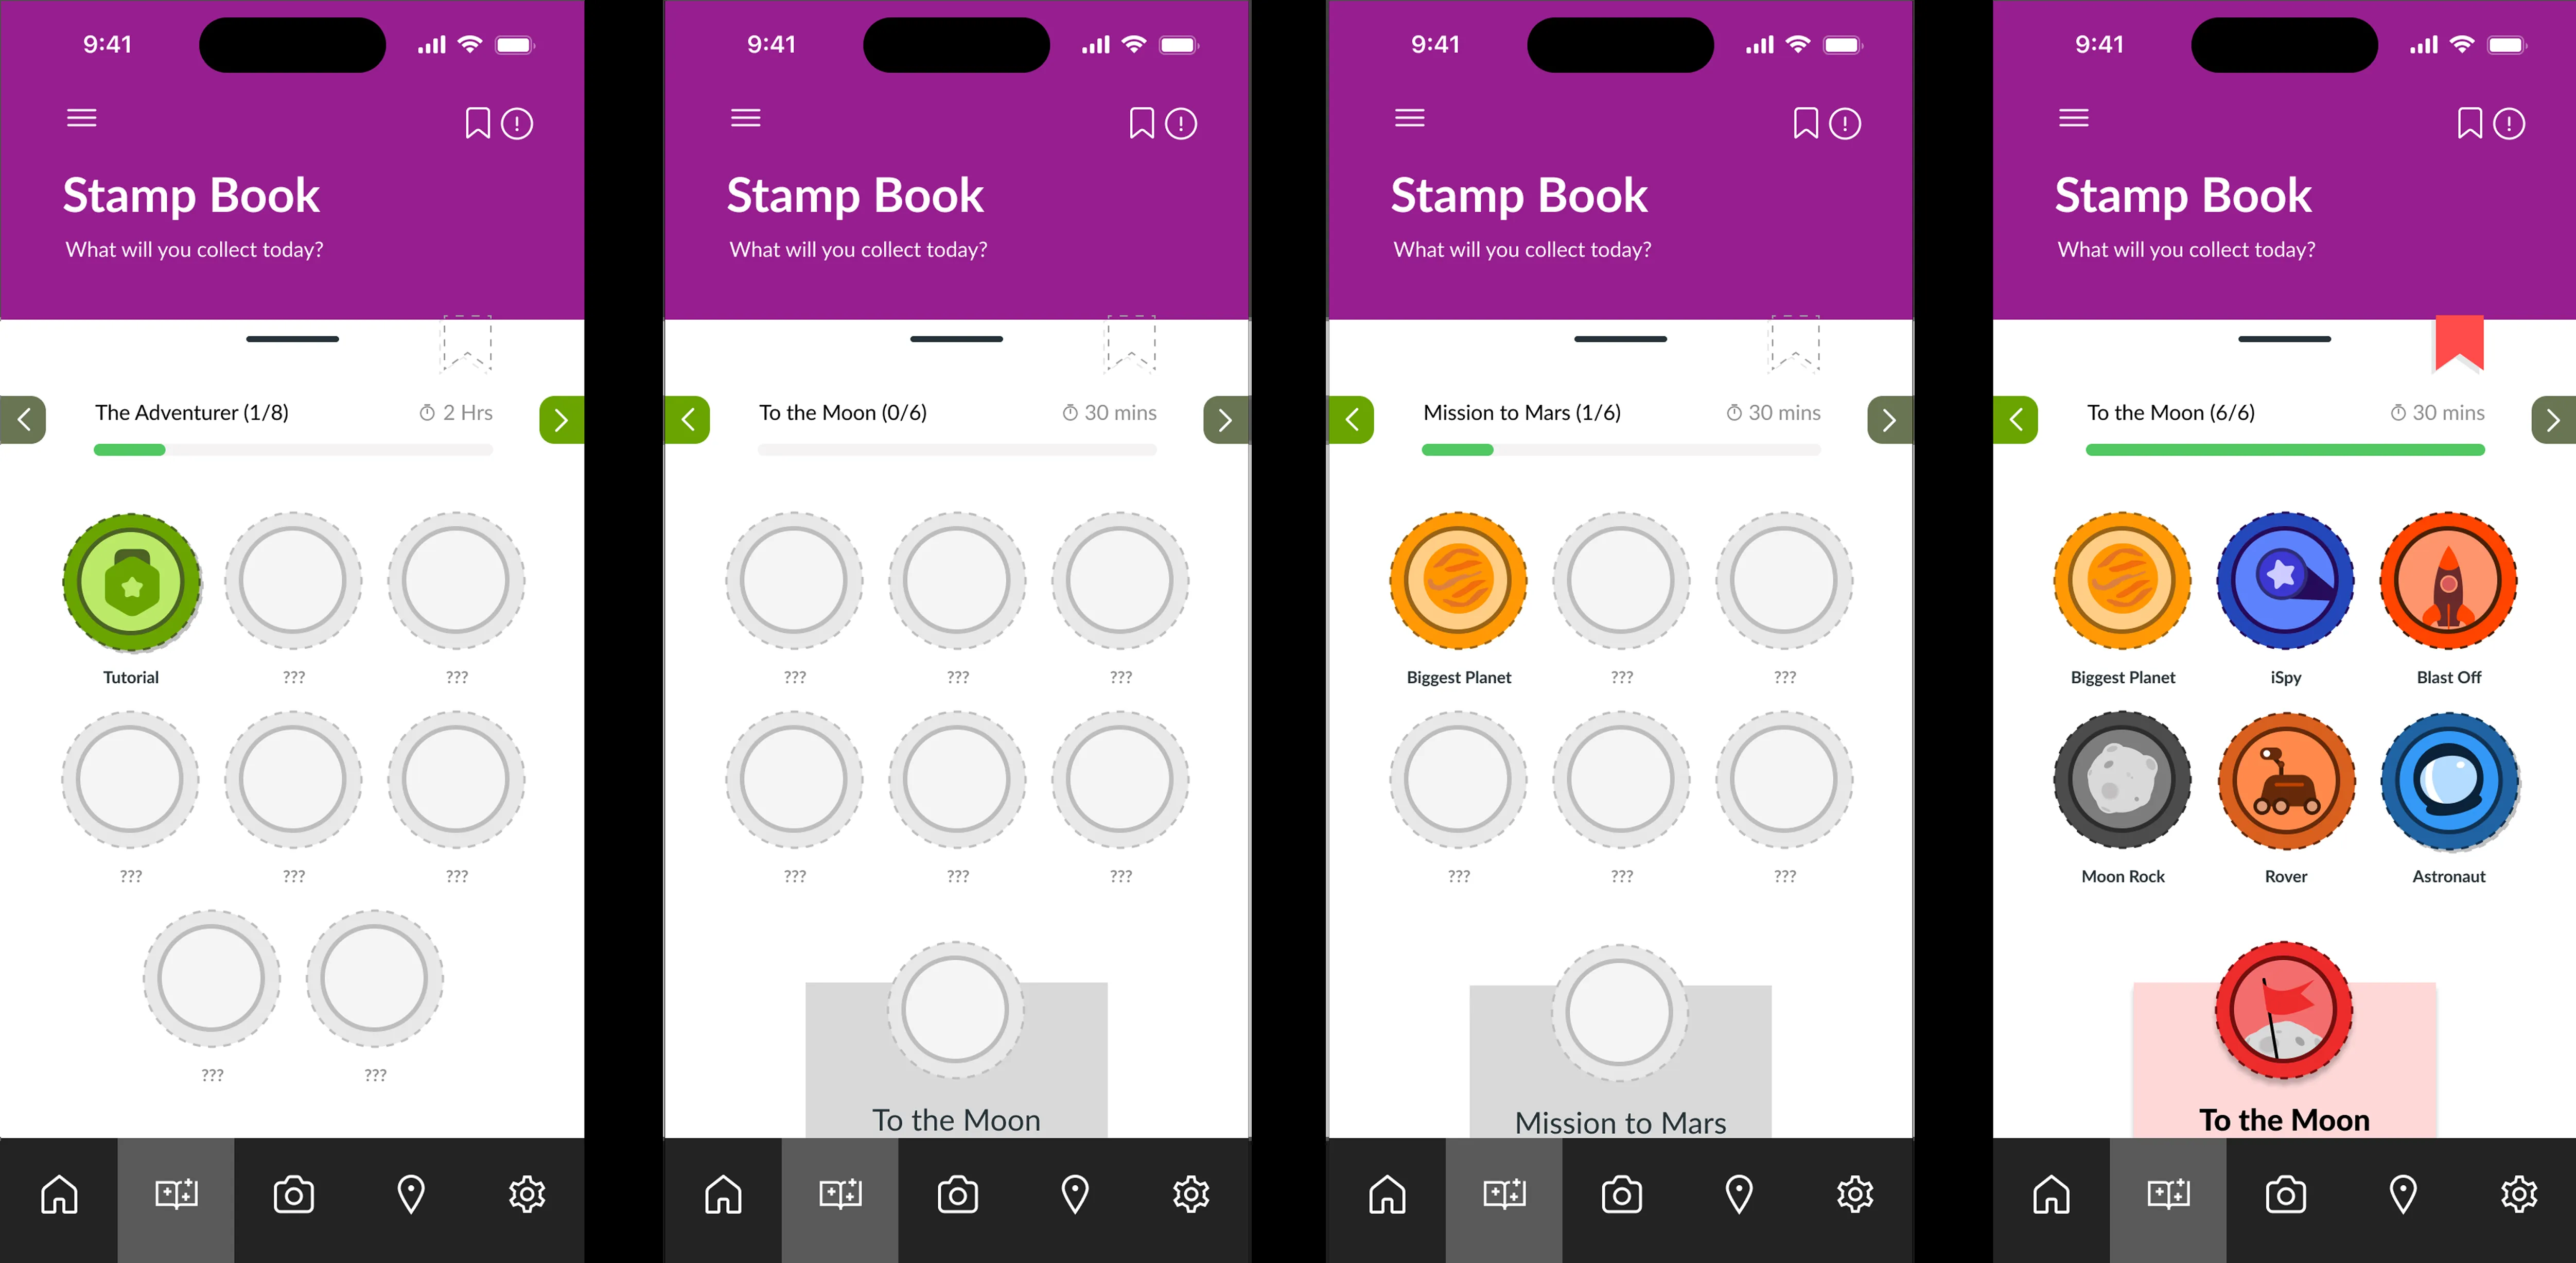 9:41
Stamp Book
What will you collect today?
The Adventurer (1/8)
2 Hrs
Tutorial
???
???
???
???
???
???
???
9:41
Stamp Book
What will you collect today?
To the Moon (0/6)
30 mins
???
???
???
???
???
???
To the Moon
9:41
Stamp Book
What will you collect today?
Mission to Mars (1/6)
30 mins
Biggest Planet
???
???
???
???
???
Mission to Mars
9:41
Stamp Book
What will you collect today?
To the Moon (6/6)
30 mins
Biggest Planet
iSpy
Blast Off
Moon Rock
Rover
Astronaut
To the Moon